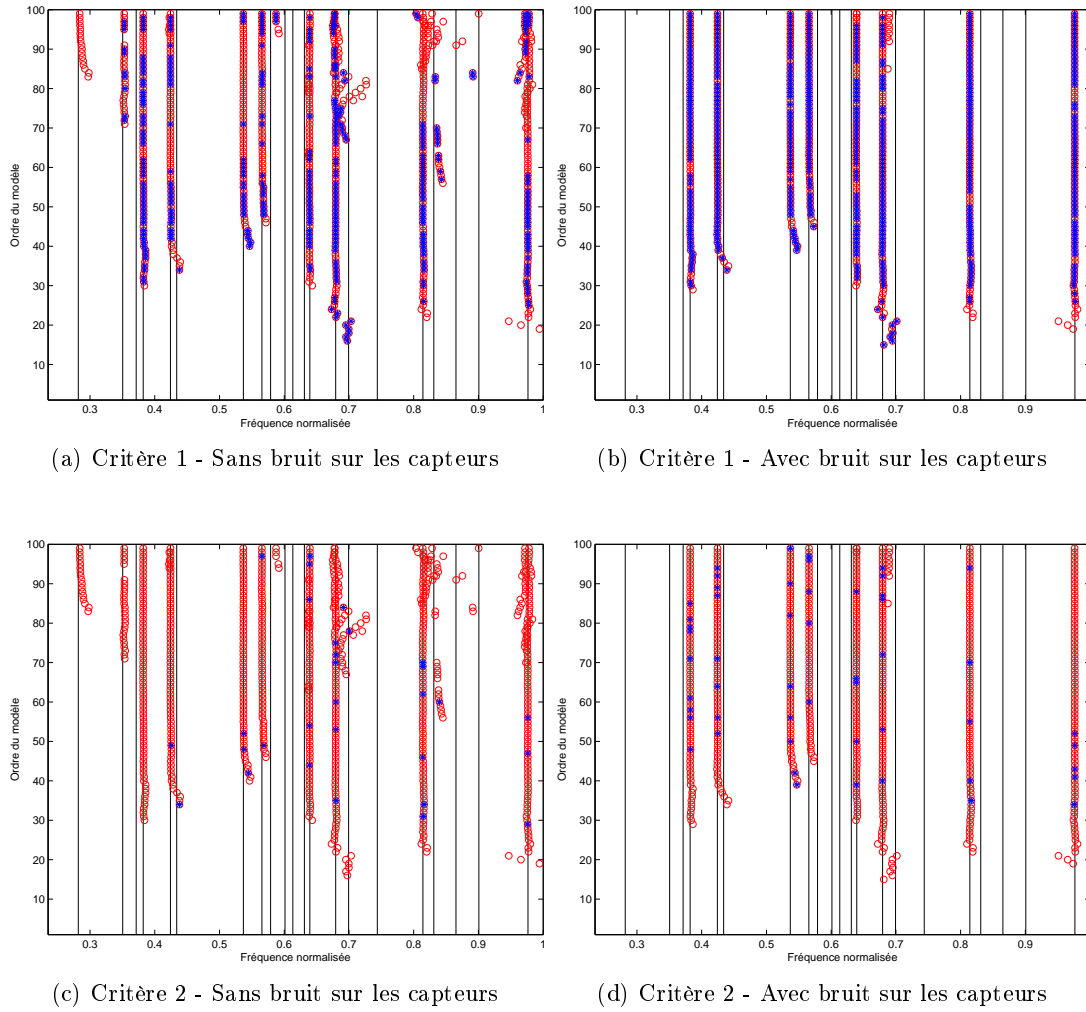 100
90
80
70
60
50
40
30
20
10
Ordre du modèle
0.3 0.4 0.5 0.6 0.7 0.8 0.9 1
Fréquence normalisée
(a) Critère 1 - Sans bruit sur les capteurs
100
90
80
70
60
50
40
30
20
10
Ordre du modèle
0.3 0.4 0.5 0.6 0.7 0.8 0.9
Fréquence normalisée
(b) Critère 1 - Avec bruit sur les capteurs
100
90
80
70
60
50
40
30
20
10
Ordre du modèle
0.3 0.4 0.5 0.6 0.7 0.8 0.9 1
Fréquence normalisée
(c) Critère 2 - Sans bruit sur les capteurs
100
90
80
70
60
50
40
30
20
10
Ordre du modèle
0.3 0.4 0.5 0.6 0.7 0.8 0.9
Fréquence normalisée
(d) Critère 2 - Avec bruit sur les capteurs